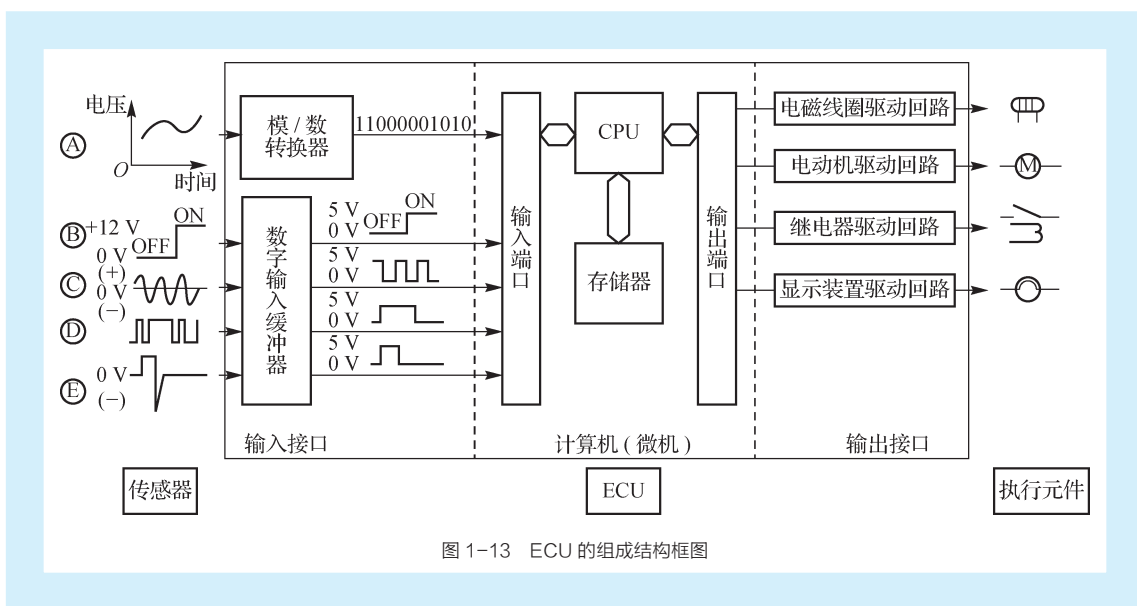 电压
A
O
时间
模/数
转换器
11000001010
B
+12 V
0 V
OFF
ON
C
(+)
0 V
(−)
D
E
0 V
(−)
数字输入缓冲器
5 V
0 V
OFF
ON
5 V
0 V
5 V
0 V
5 V
0 V
输入接口
输入端口
CPU
存储器
输出端口
计算机(微机)
电磁线圈驱动回路
电动机驱动回路
M
继电器驱动回路
显示装置驱动回路
输出接口
传感器
ECU
执行元件
图 1-13 ECU 的组成结构框图